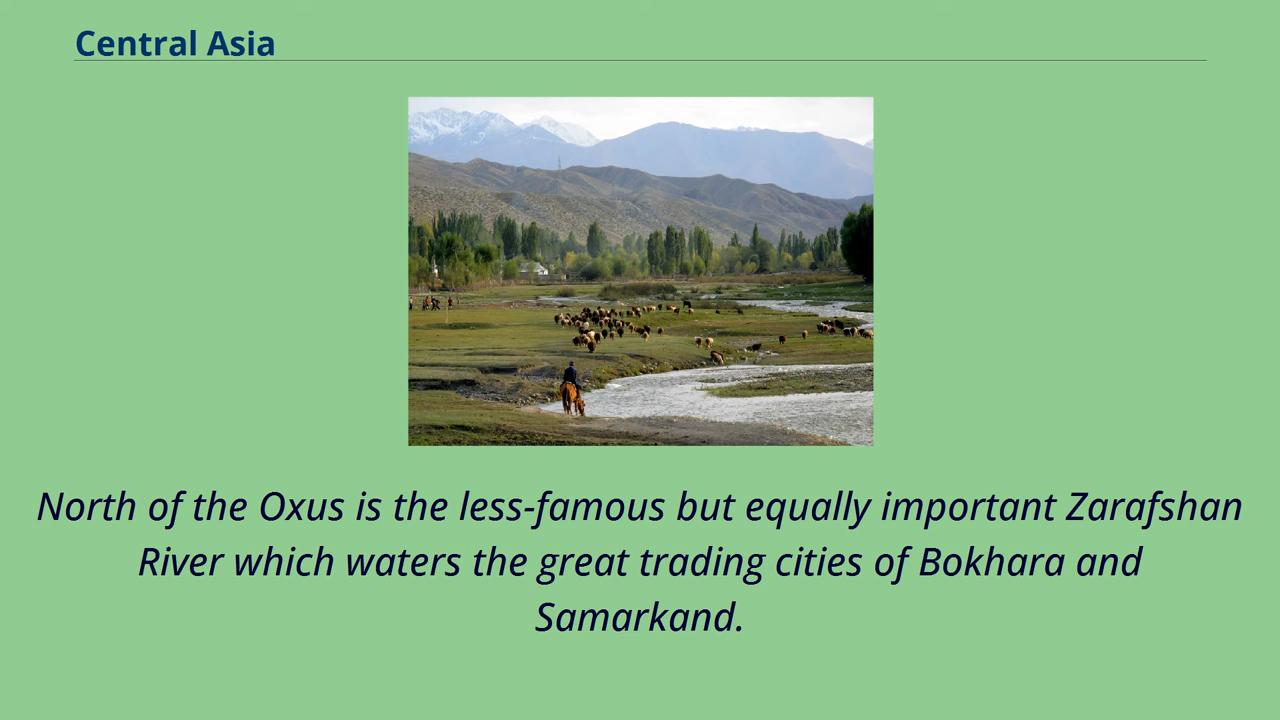 Central Asia
North of the Oxus is the less-famous but equally important Zarafshan
River which waters the great trading cities of Bokhara and
Samarkand.